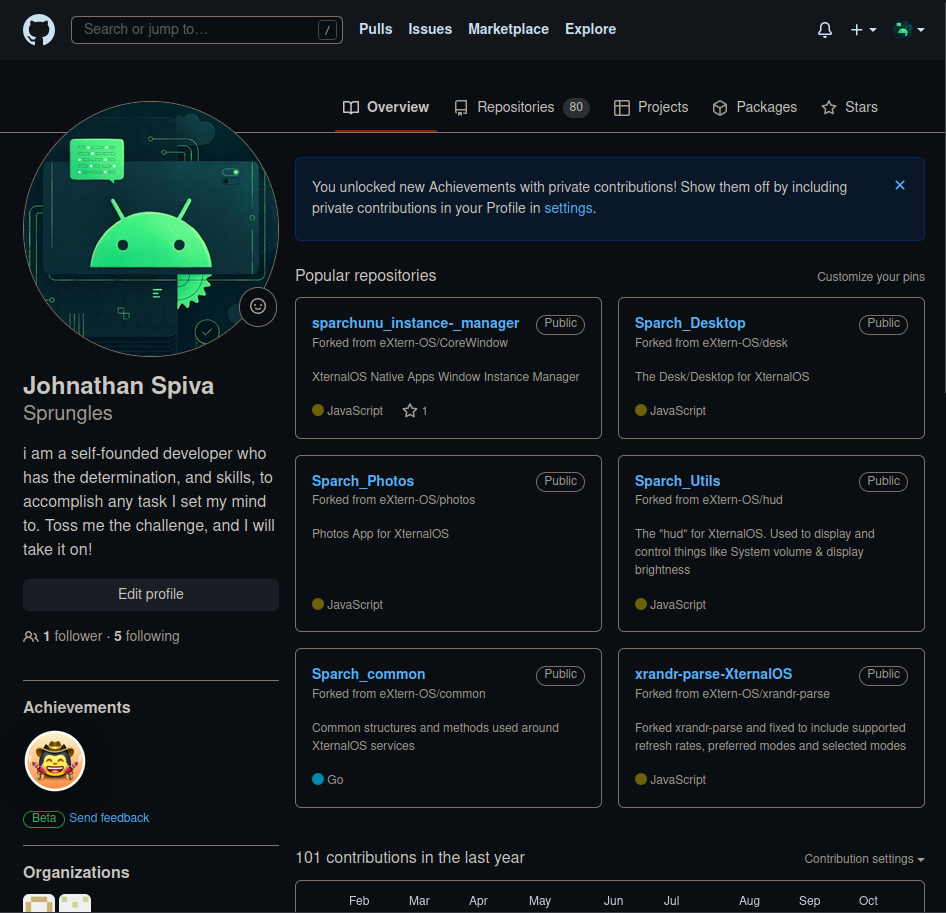 Search or jump to…
/
Pulls
Issues
Marketplace
Explore
Overview
Repositories 80
Projects
Packages
Stars
You unlocked new Achievements with private contributions! Show them off by including
private contributions in your Profile in settings.
Johnathan Spiva
Sprungles
i am a self-founded developer who
has the determination, and skills, to
accomplish any task I set my mind
to. Toss me the challenge, and I will
take it on!
Edit profile
1 follower · 5 following
Achievements
Beta Send feedback
Organizations
Popular repositories
Customize your pins
sparchunu_instance-_manager
Public
Forked from eXtern-OS/CoreWindow
XternalOS Native Apps Window Instance Manager
JavaScript
1
Sparch_Desktop
Public
Forked from eXtern-OS/desk
The Desk/Desktop for XternalOS
JavaScript
Sparch_Photos
Public
Forked from eXtern-OS/photos
Photos App for XternalOS
JavaScript
Sparch_Utils
Public
Forked from eXtern-OS/hud
The "hud" for XternalOS. Used to display and
control things like System volume & display
brightness
JavaScript
Sparch_common
Public
Forked from eXtern-OS/common
Common structures and methods used around
XternalOS services
Go
xrandr-parse-XternalOS
Public
Forked from eXtern-OS/xrandr-parse
Forked xrandr-parse and fixed to include supported
refresh rates, preferred modes and selected modes
JavaScript
101 contributions in the last year
Contribution settings
Feb Mar Apr May Jun Jul Aug Sep Oct